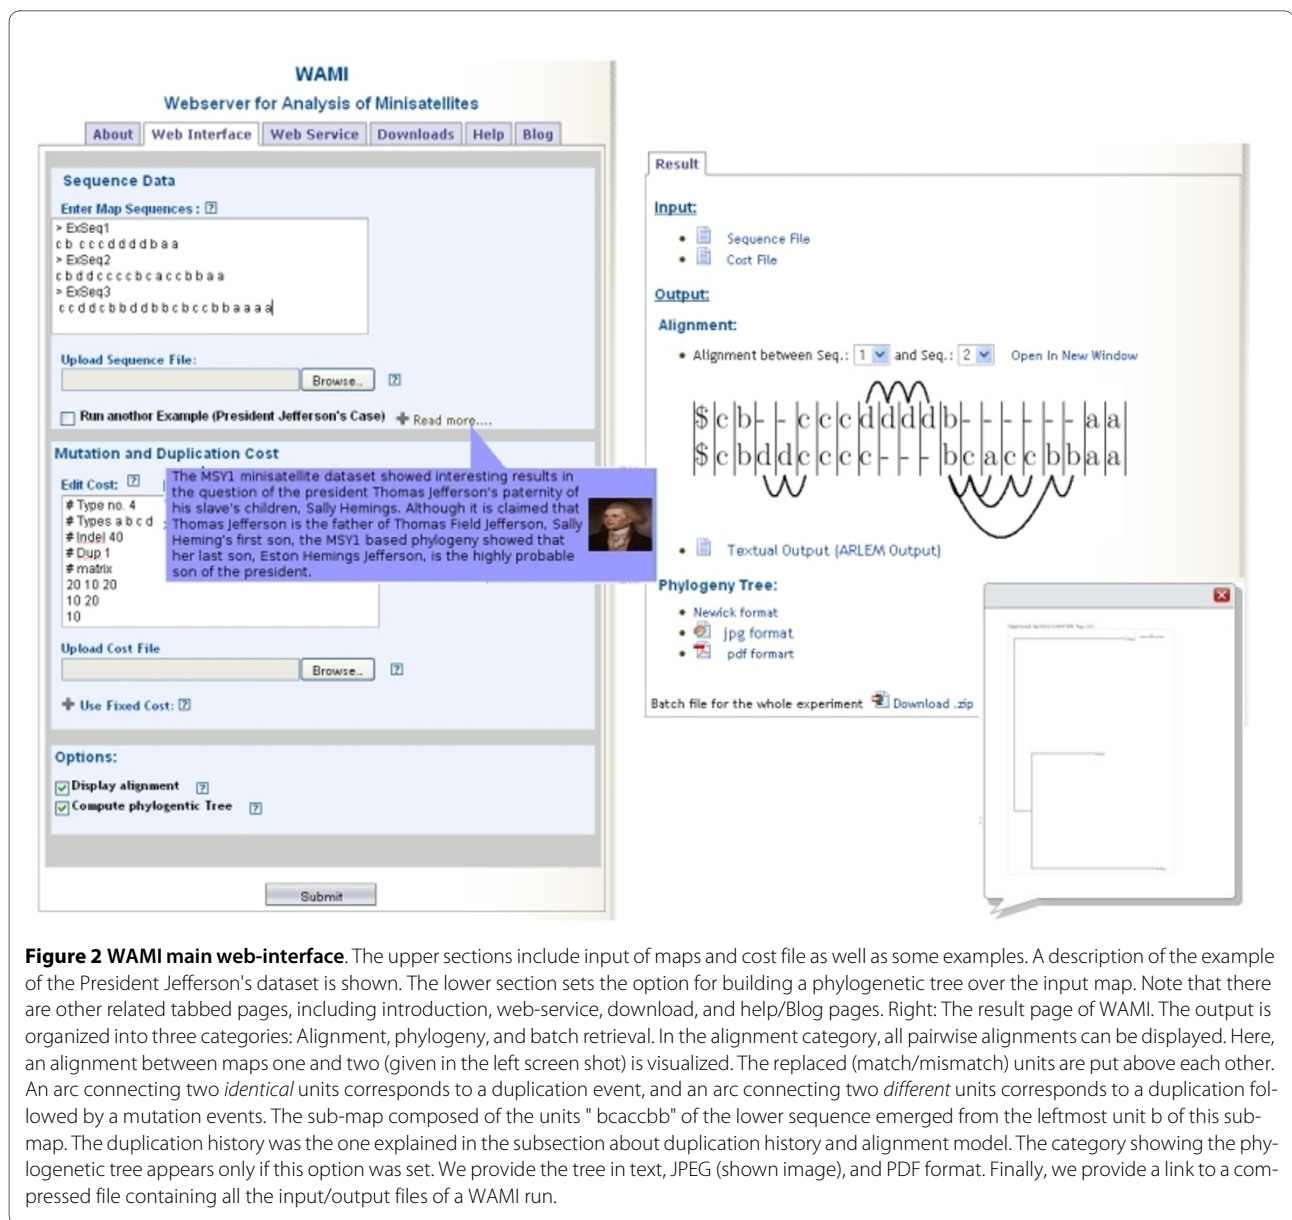 WAMI
Webserver for Analysis of Minisatellites
About Web Interface Web Service Downloads Help Blog
Sequence Data
Enter Map Sequences : ?
> ExSeq1
c b c c c d d d d b a a
> ExSeq2
c b d d c c c c b c a c c b b a a
> ExSeq3
c c d d c b b d d b b c b c c b b a a a a
Upload Sequence File:
Browse... ?
Run anothor Example (President Jefferson's Case) Read more....
Mutation and Duplication Cost
The MSY1 minisatellite dataset showed interesting results in
the question of the president Thomas Jefferson's paternity of
his slave's children, Sally Hemings. Although it is claimed that
Thomas Jefferson is the father of Thomas Field Jefferson, Sally
Heming's first son, the MSY1 based phylogeny showed that
her last son, Eston Hemings Jefferson, is the highly probable
son of the president.
Edit Cost: ?
# Type no. 4
# Types a b c d
# Indel 40
# Dup 1
# matrix
20 10 20
10 20
10
Upload Cost File
Browse... ?
Use Fixed Cost: ?
Options:
Display alignment ?
Compute phylogentic Tree ?
Submit
Result
Input:
Sequence File
Cost File
Output:
Alignment:
Alignment between Seq.: 1 and Seq.: 2 Open In New Window
$|c|b|-|-|c|c|c|d|d|d|d|b|-|-|-|-|-|-|a|a|
$|c|b|d|d|c|c|c|c|-|-|-|b|c|a|c|c|b|b|a|a|
Textual Output (ARLEM Output)
Phylogeny Tree:
Newick format
jpg format
pdf formart
Batch file for the whole experiment Download .zip
Figure 2 WAMI main web-interface. The upper sections include input of maps and cost file as well as some examples. A description of the example
of the President Jefferson's dataset is shown. The lower section sets the option for building a phylogenetic tree over the input map. Note that there
are other related tabbed pages, including introduction, web-service, download, and help/Blog pages. Right: The result page of WAMI. The output is
organized into three categories: Alignment, phylogeny, and batch retrieval. In the alignment category, all pairwise alignments can be displayed. Here,
an alignment between maps one and two (given in the left screen shot) is visualized. The replaced (match/mismatch) units are put above each other.
An arc connecting two identical units corresponds to a duplication event, and an arc connecting two different units corresponds to a duplication fol-
lowed by a mutation events. The sub-map composed of the units " bcaccbb" of the lower sequence emerged from the leftmost unit b of this sub-
map. The duplication history was the one explained in the subsection about duplication history and alignment model. The category showing the phy-
logenetic tree appears only if this option was set. We provide the tree in text, JPEG (shown image), and PDF format. Finally, we provide a link to a com-
pressed file containing all the input/output files of a WAMI run.